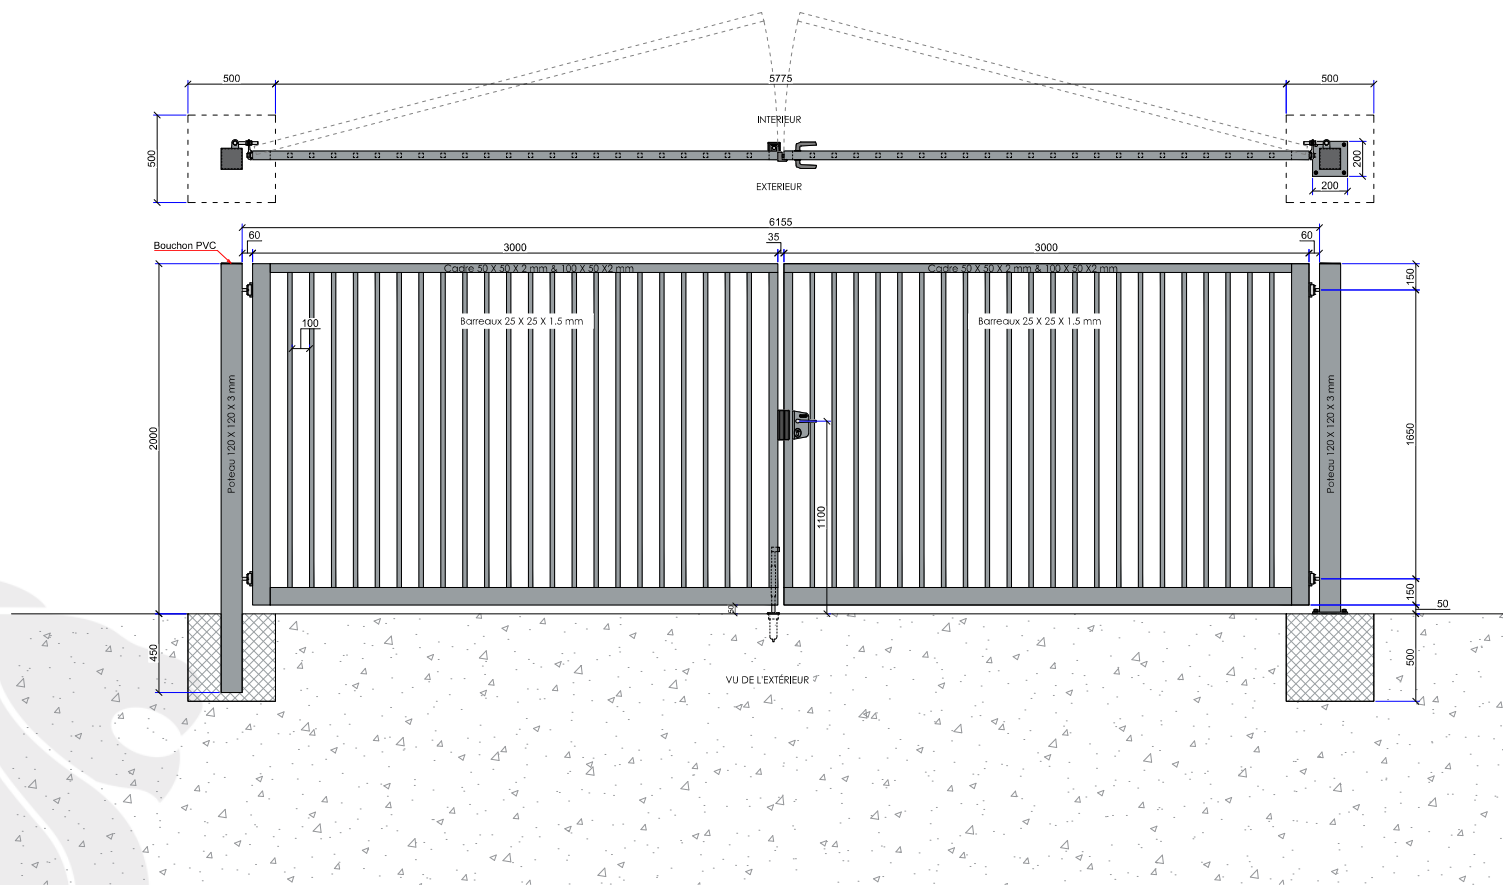 500
5775
500
INTERIEUR
500
200
EXTERIEUR
200
6155
Bouchon PVC
60
3000
35
3000
60
Cadre 50 X 50 X 2 mm & 100 X 50 X2 mm
Cadre 50 X 50 X 2 mm & 100 X 50 X2 mm
150
100
Barreaux 25 X 25 X 1.5 mm
Barreaux 25 X 25 X 1.5 mm
2000
Poteau 120 X 120 X 3 mm
Poteau 120 X 120 X 3 mm
1650
1100
150
50
50
450
500
VU DE L'EXTÉRIEUR